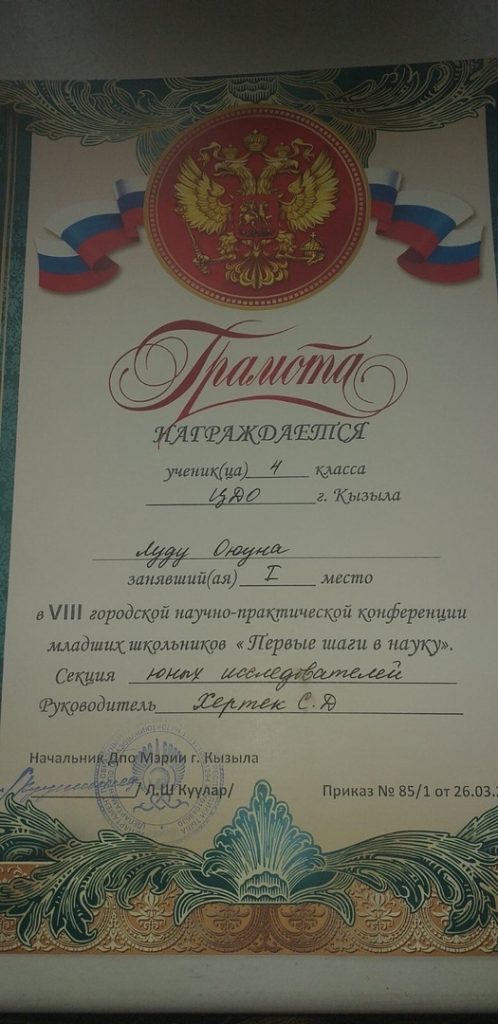 Грамота
НАГРАЖДАЕТСЯ
ученик(ца) 4 класса
ЦДО г. Кызыла
Луду Оюуна
занявший(ая) I место
в VIII городской научно-практической конференции
младших школьников «Первые шаги в науку».
Секция юных исследователей
Руководитель Хертек С.Д
Начальник Дпо Мэрии г. Кызыла
/ Л.Ш Куулар/ Приказ № 85/1 от 26.03.2